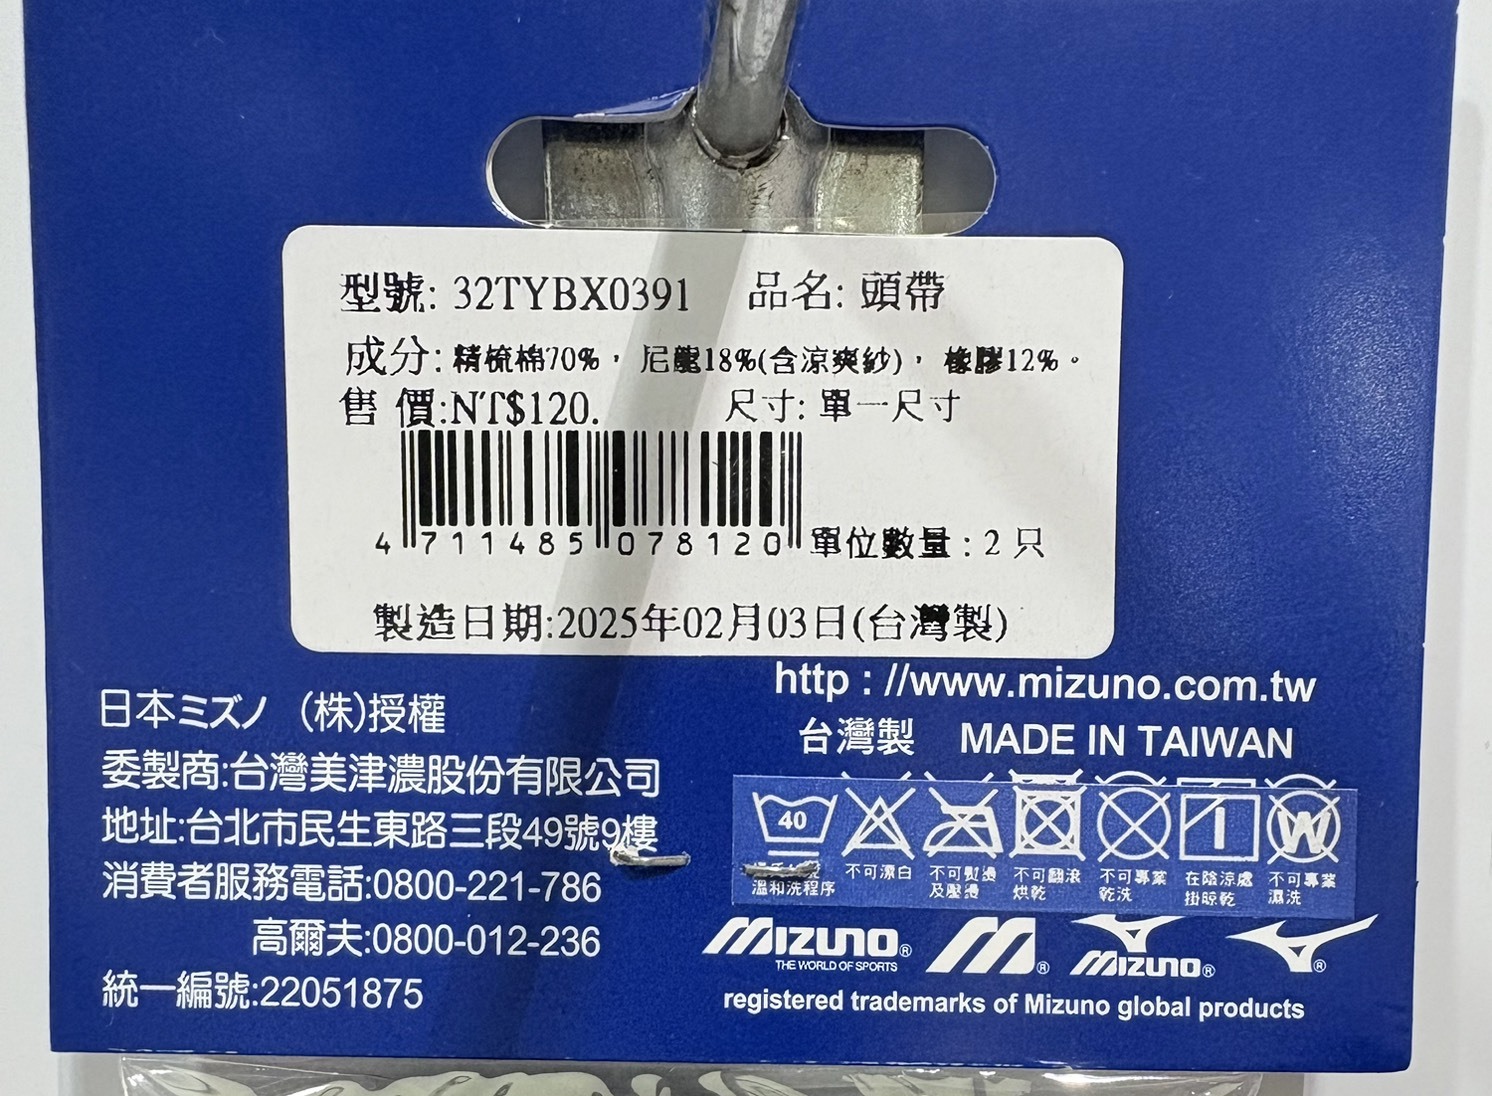 型號: 32TYBX0391 品名: 頭帶
成分: 精梳棉70%, 尼龍18%(含涼爽紗), 橡膠12%。
售 價:NT$120. 尺寸: 單一尺寸
4 711485 078120 單位數量:2 只
製造日期:2025年02月03日(台灣製)
http : //www.mizuno.com.tw
台灣製 MADE IN TAIWAN
日本ミズノ (株)授權
委製商:台灣美津濃股份有限公司
地址:台北市民生東路三段49號9樓
消費者服務電話:0800-221-786
高爾夫:0800-012-236
統一編號:22051875
40
W
溫和洗程序
不可漂白
不可熨燙
及壓燙
不可翻滾
烘乾
不可專業
乾洗
在陰涼處
掛晾乾
不可專業
濕洗
MIZUNO®
THE WORLD OF SPORTS
M®
MIZUNO®
®
registered trademarks of Mizuno global products